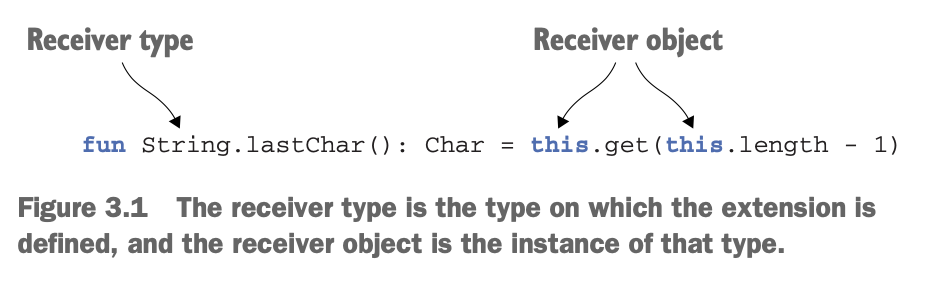 Receiver type
Receiver object
fun String.lastChar(): Char = this.get(this.length - 1)
Figure 3.1 The receiver type is the type on which the extension is
defined, and the receiver object is the instance of that type.